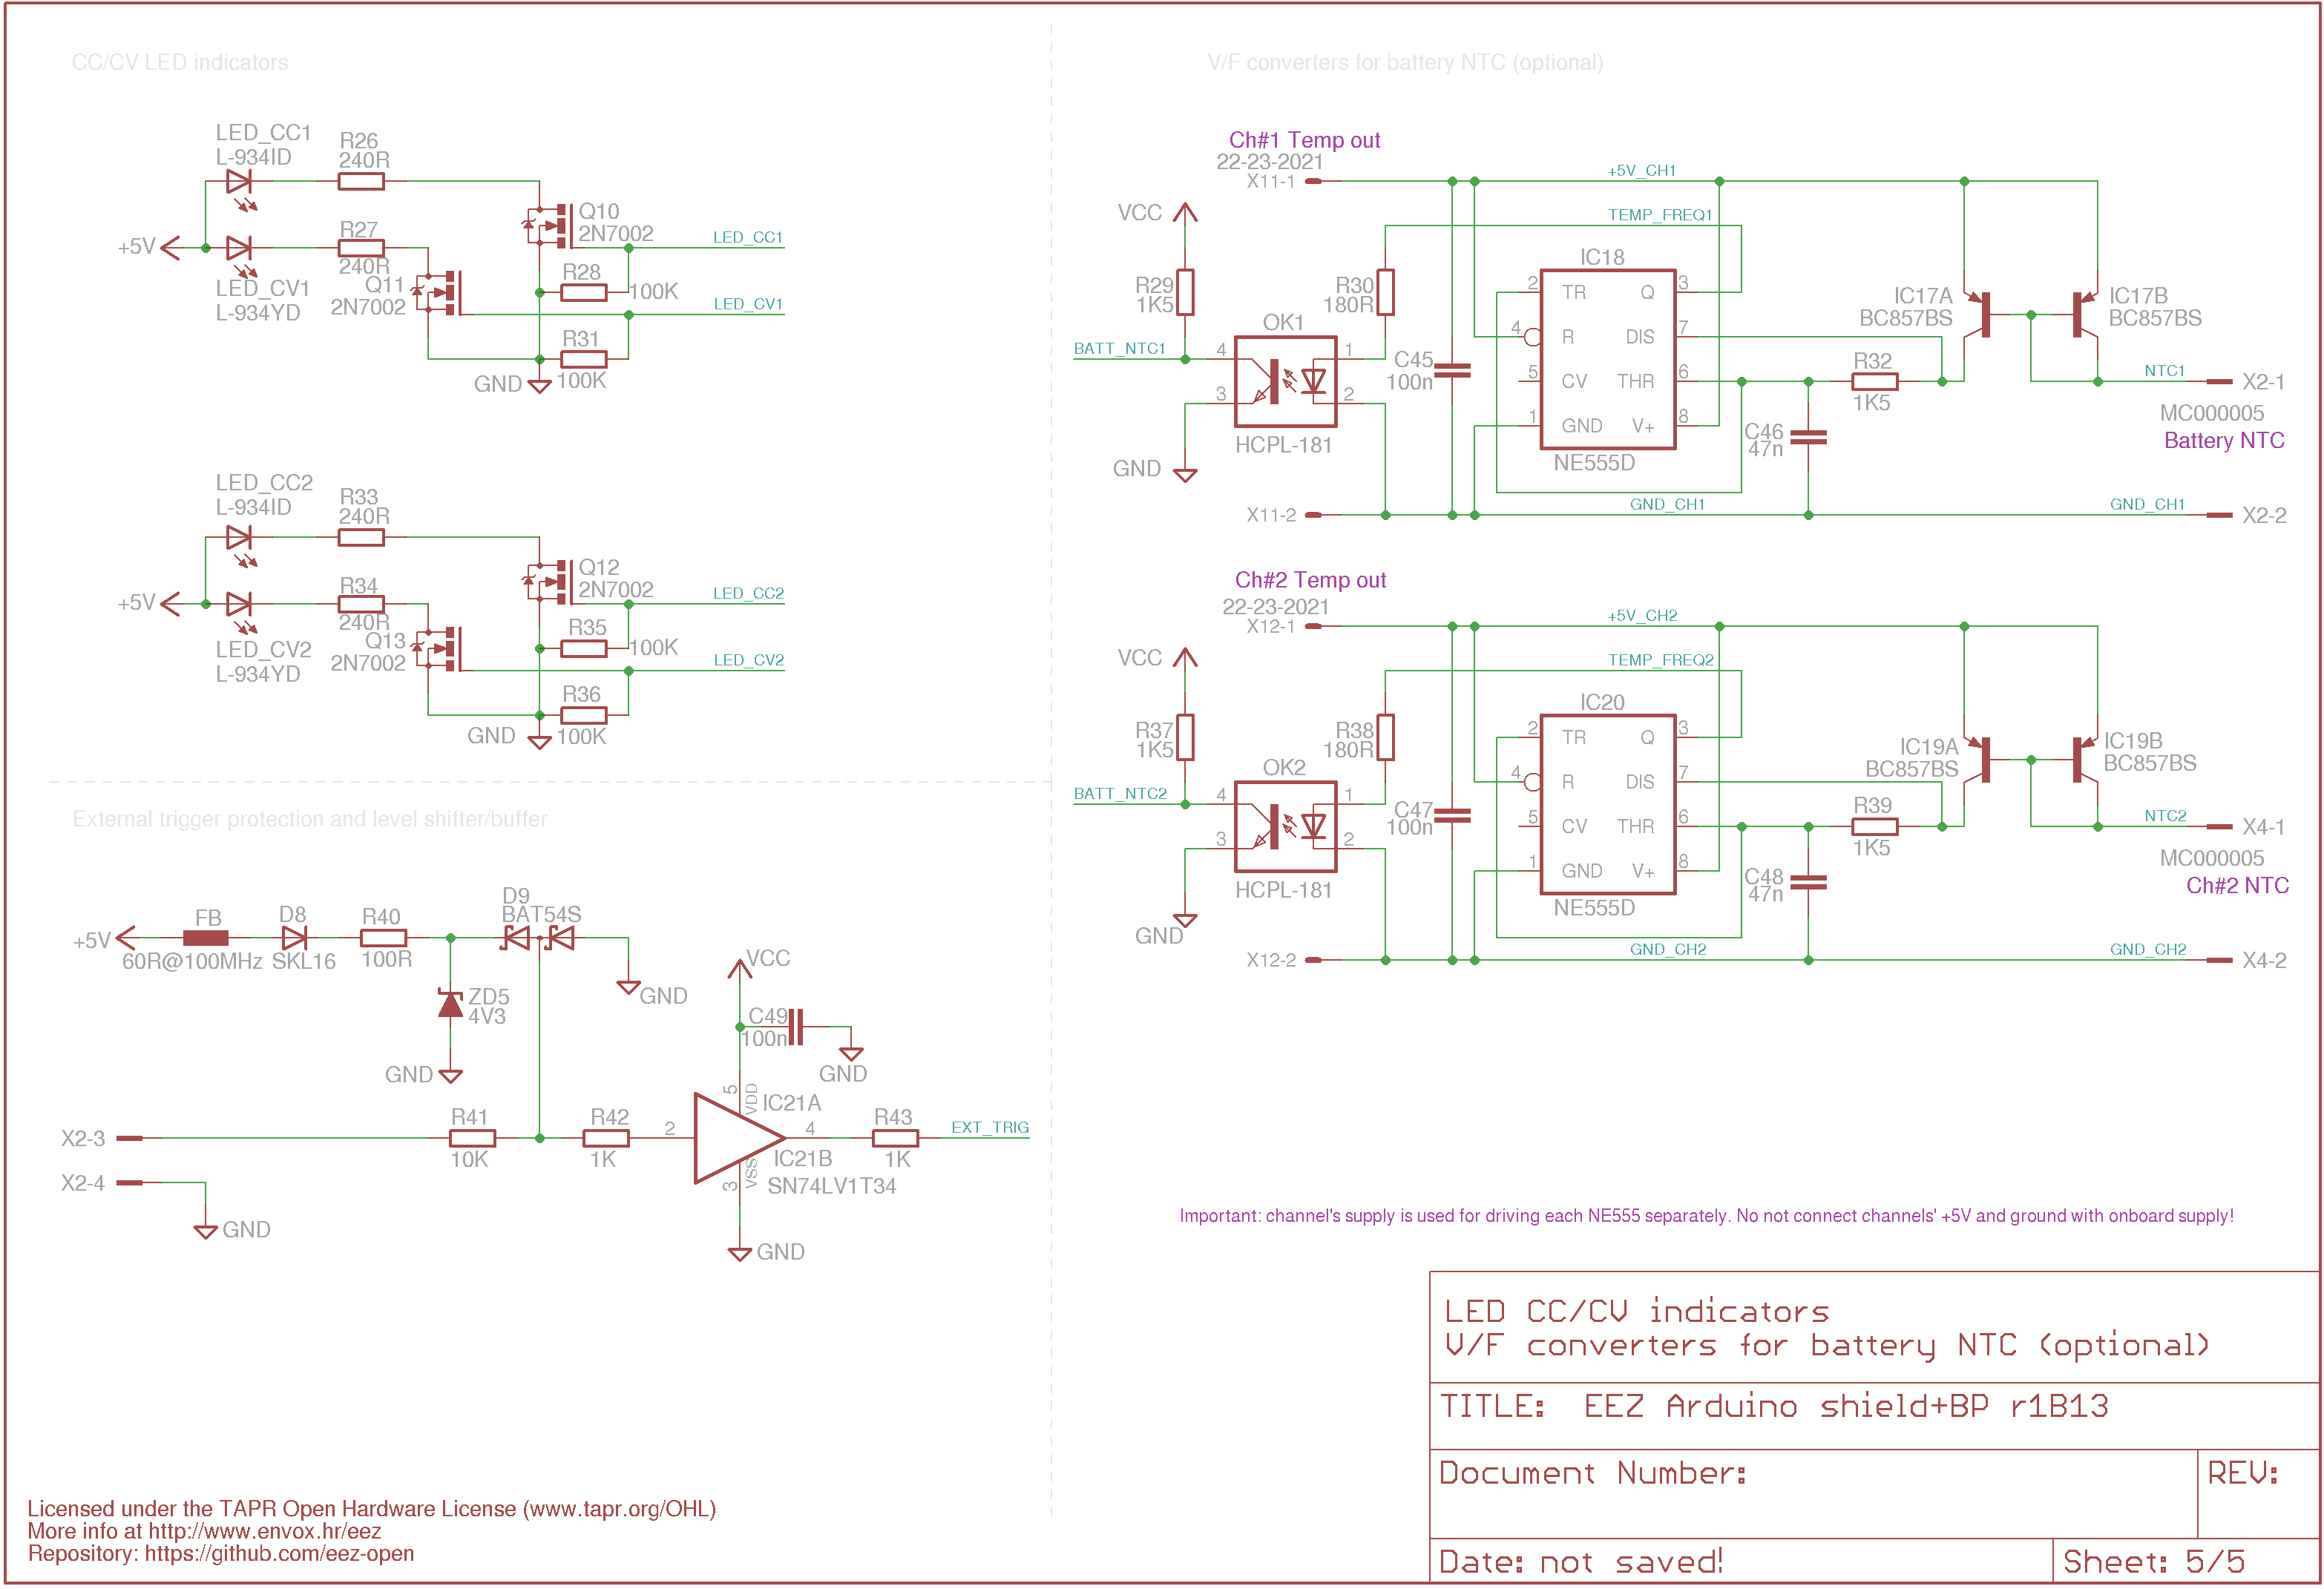 CC/CV LED indicators
LED_CC1
L-934ID
R26
240R
+5V
R27
240R
LED_CV1
L-934YD
Q10
2N7002
LED_CC1
Q11
2N7002
R28
100K
LED_CV1
R31
100K
GND
LED_CC2
L-934ID
R33
240R
+5V
R34
240R
LED_CV2
L-934YD
Q12
2N7002
LED_CC2
Q13
2N7002
R35
100K
LED_CV2
R36
100K
GND
External trigger protection and level shifter/buffer
+5V
FB
60R@100MHz
D8
SKL16
R40
100R
D9
BAT54S
GND
ZD5
4V3
GND
VCC
C49
100n
GND
X2-3
R41
10K
R42
1K
2
5
VDD
IC21A
4
IC21B
SN74LV1T34
3
VSS
GND
R43
1K
EXT_TRIG
X2-4
GND
V/F converters for battery NTC (optional)
Ch#1 Temp out
22-23-2021
X11-1
+5V_CH1
VCC
TEMP_FREQ1
R29
1K5
R30
180R
IC18
2
TR
Q
3
4
R
DIS
7
5
CV
THR
6
1
GND
V+
8
NE555D
OK1
BATT_NTC1
4
1
3
2
HCPL-181
GND
C45
100n
IC17A
BC857BS
IC17B
BC857BS
R32
1K5
C46
47n
NTC1
X2-1
MC000005
Battery NTC
X11-2
GND_CH1
GND_CH1
X2-2
Ch#2 Temp out
22-23-2021
X12-1
+5V_CH2
VCC
TEMP_FREQ2
R37
1K5
R38
180R
IC20
2
TR
Q
3
4
R
DIS
7
5
CV
THR
6
1
GND
V+
8
NE555D
OK2
BATT_NTC2
4
1
3
2
HCPL-181
GND
C47
100n
IC19A
BC857BS
IC19B
BC857BS
R39
1K5
C48
47n
NTC2
X4-1
MC000005
Ch#2 NTC
X12-2
GND_CH2
GND_CH2
X4-2
Important: channel's supply is used for driving each NE555 separately. No not connect channels' +5V and ground with onboard supply!
LED CC/CV indicators
V/F converters for battery NTC (optional)
TITLE: EEZ Arduino shield+BP r1B13
Document Number:
REV:
Date: not saved!
Sheet: 5/5
Licensed under the TAPR Open Hardware License (www.tapr.org/OHL)
More info at http://www.envox.hr/eez
Repository: https://github.com/eez-open